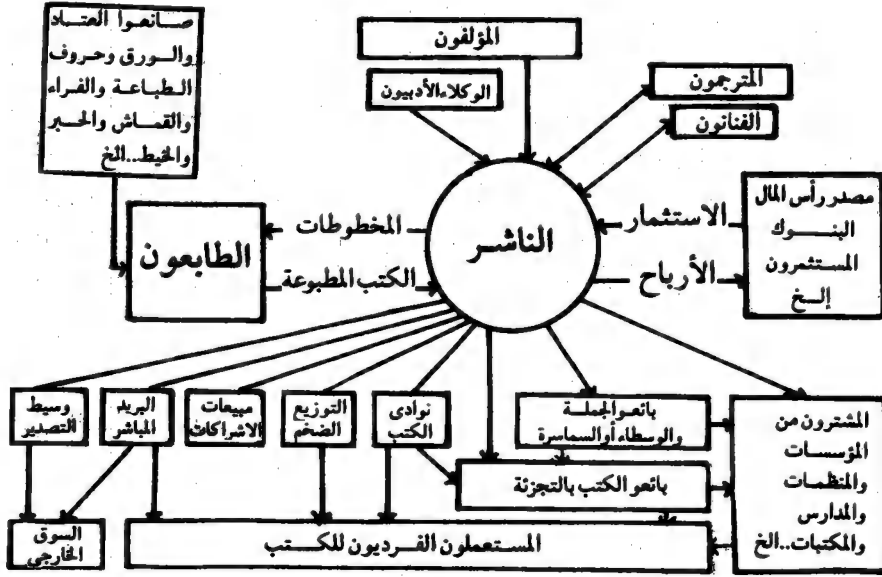 صانعوا العتاد
والورق وحروف
الطباعة والغراء
والقماش والحبر
والخيط..الخ
المؤلفون
الوكلاء الأدبيون
المترجمون
الفنانون
مصدر رأس المال
البنوك
المستثمرون
إلخ
الاستثمار
الأرباح
الناشر
المخطوطات
الكتب المطبوعة
الطابعون
وسيط
التصدير
البريد
المباشر
مبيعات
الاشراكات
التوزيع
الضخم
نوادى
الكتب
بائعو الجملة
والوسطاء أو السماسرة
بائعو الكتب بالتجزئة
المشترون من
المؤسسات
والمنظمات
والمدارس
والمكتبات..الخ
السوق
الخارجي
المستعملون الفرديون للكتب